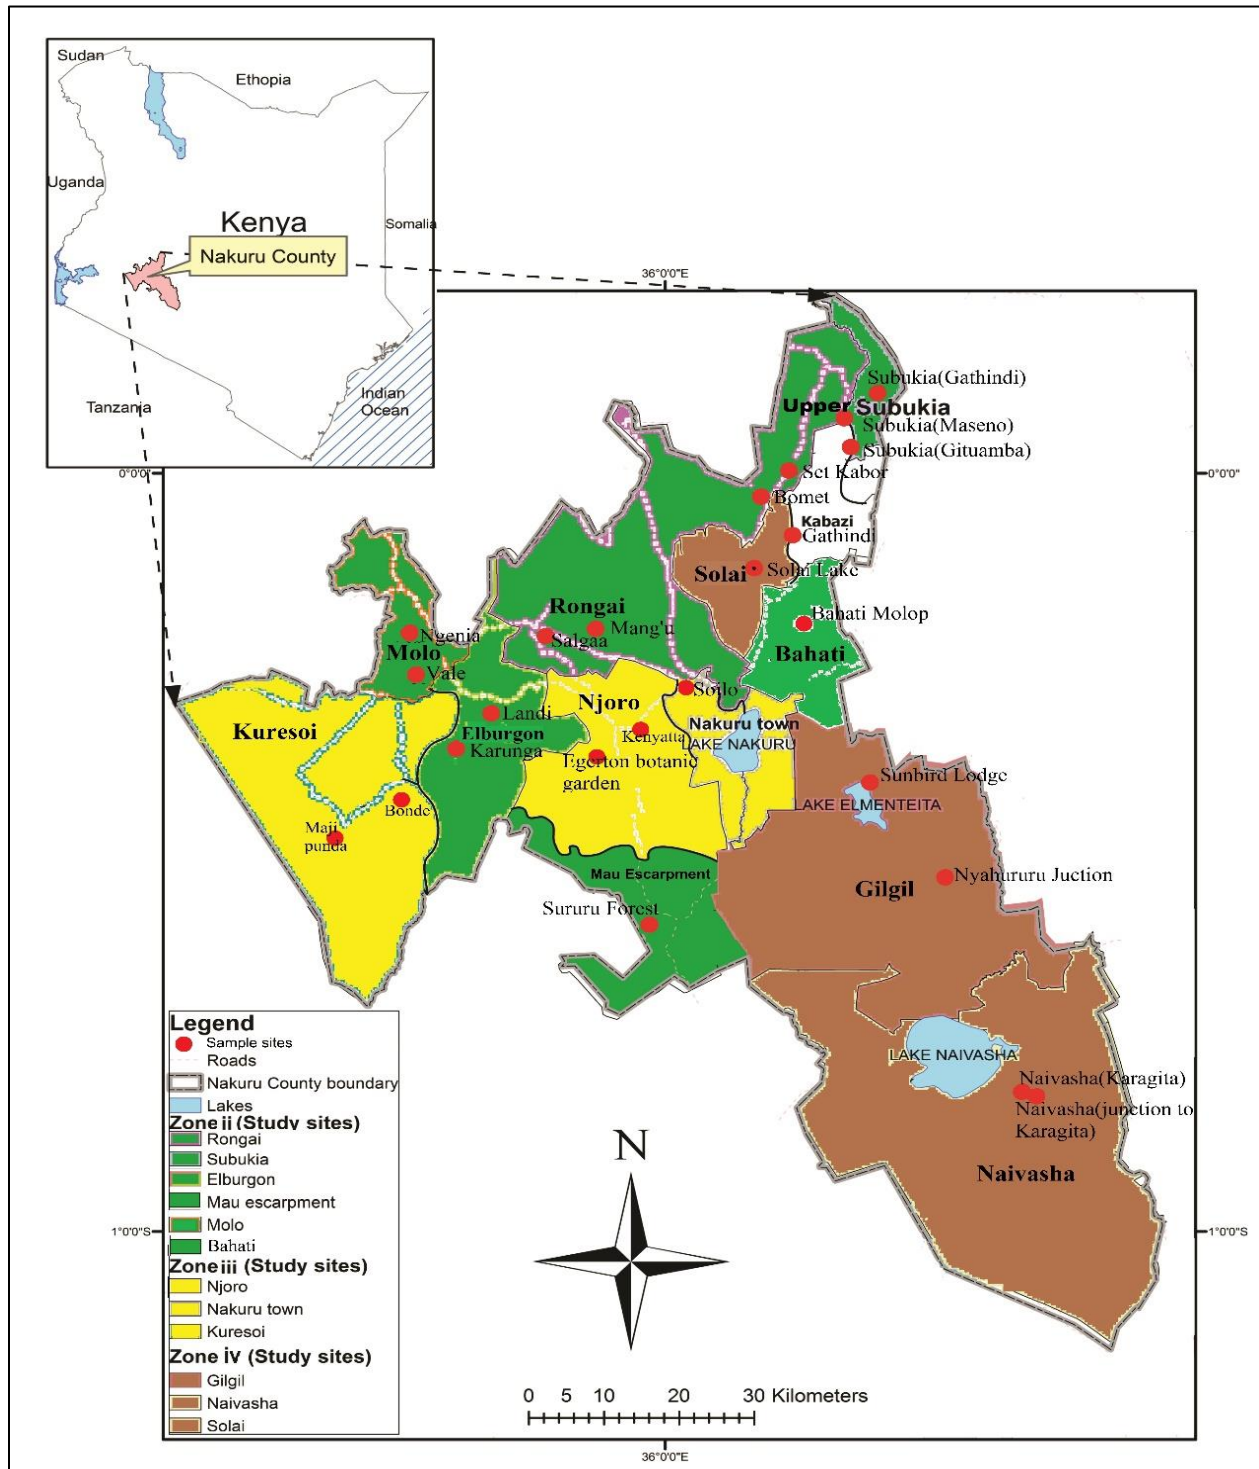 Sudan
Ethopia
Uganda
Kenya
Somalia
Nakuru County
Tanzania
Indian
Ocean
36°0'0"E
0°0'0"
0°0'0"
Subukia(Gathindi)
Upper Subukia
Subukia(Maseno)
Subukia(Gituamba)
Set Kabor
Bomet
Kabazi
Gathindi
Solai
Solai Lake
Rongai
Bahati Molop
Mang'u
Salgaa
Ngenia
Molo
Bahati
Vale
Soilo
Njoro
Kuresoi
Landi
Elburgon
Karunga
Nakuru town
Kenyatta
LAKE NAKURU
Egerton botanic
garden
Sunbird Lodge
LAKE ELMENTEITA
Bonde
Maji
punda
Mau Escarpment
Gilgil
Nyahururu Juction
Sururu Forest
LAKE NAIVASHA
Naivasha(Karagita)
Naivasha(junction to
Karagita)
Naivasha
Legend
Sample sites
Roads
Nakuru County boundary
Lakes
Zone ii (Study sites)
Rongai
Subukia
Elburgon
Mau escarpment
Molo
Bahati
Zone iii (Study sites)
Njoro
Nakuru town
Kuresoi
Zone iv (Study sites)
Gilgil
Naivasha
Solai
N
1°0'0"S
1°0'0"S
0 5 10 20 30 Kilometers
36°0'0"E